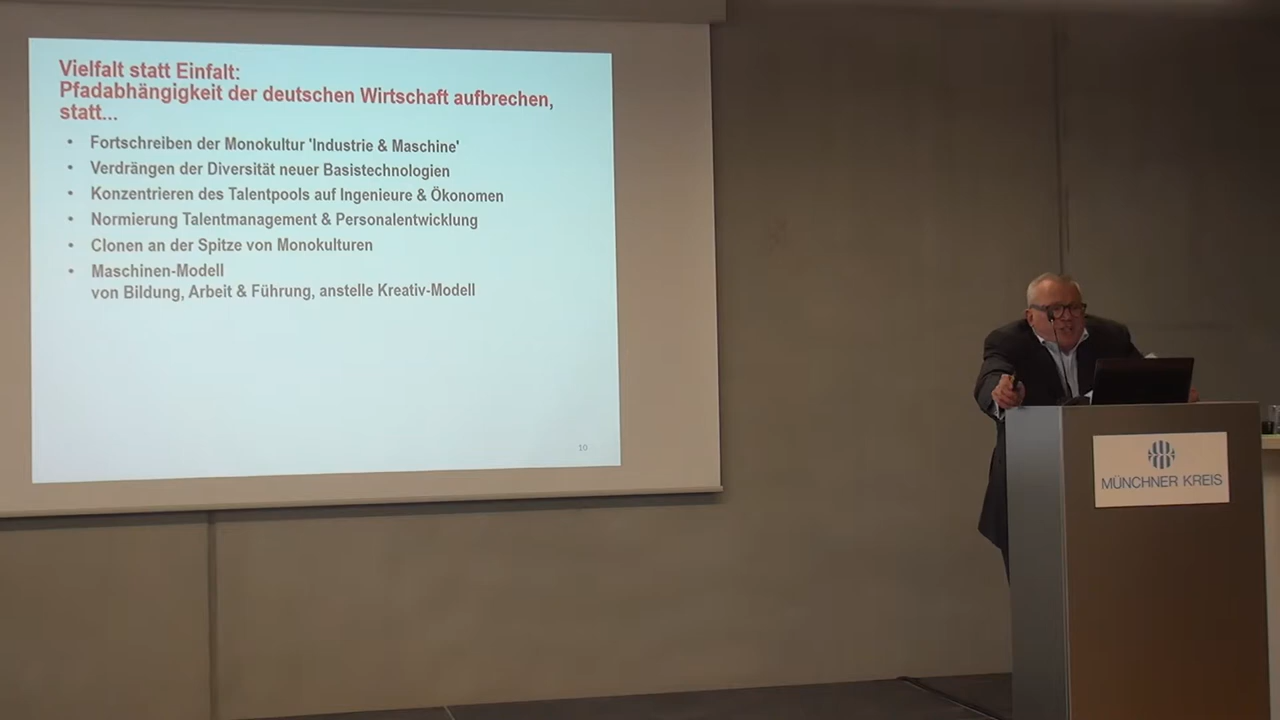 Vielfalt statt Einfalt:
Pfadabhängigkeit der deutschen Wirtschaft aufbrechen,
statt...
• Fortschreiben der Monokultur 'Industrie & Maschine'
• Verdrängen der Diversität neuer Basistechnologien
• Konzentrieren des Talentpools auf Ingenieure & Ökonomen
• Normierung Talentmanagement & Personalentwicklung
• Clonen an der Spitze von Monokulturen
• Maschinen-Modell
von Bildung, Arbeit & Führung, anstelle Kreativ-Modell
10
MÜNCHNER KREIS